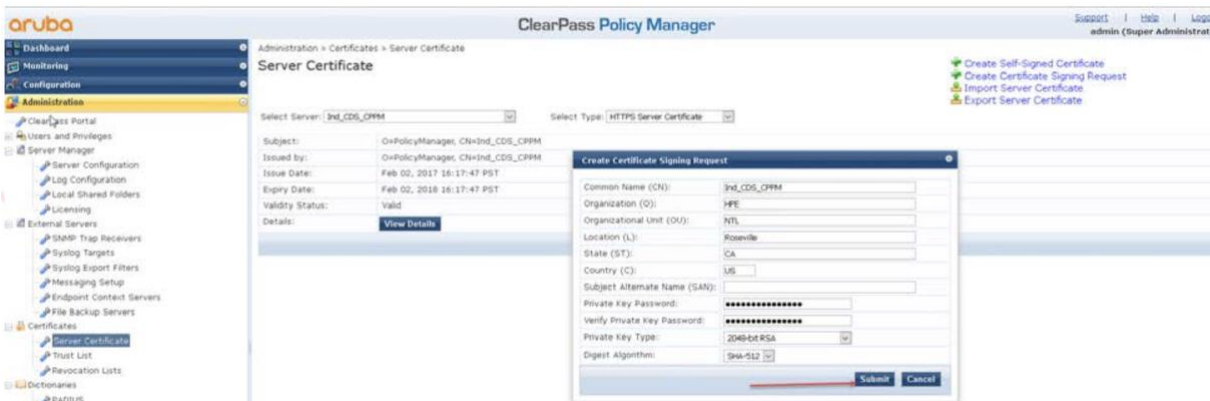 aruba
ClearPass Policy Manager
Support | Help | Logo
admin (Super Administrat
Dashboard
Monitoring
Configuration
Administration
ClearPass Portal
Users and Privileges
Server Manager
Server Configuration
Log Configuration
Local Shared Folders
Licensing
External Servers
SNMP Trap Receivers
Syslog Targets
Syslog Export Filters
Messaging Setup
Endpoint Context Servers
File Backup Servers
Certificates
Server Certificate
Trust List
Revocation Lists
Dictionaries
RADIUS
Administration » Certificates » Server Certificate
Server Certificate
Create Self-Signed Certificate
Create Certificate Signing Request
Import Server Certificate
Export Server Certificate
Select Server: Ind_CDS_CPPM Select Type: HTTPS Server Certificate
Subject: O=PolicyManager, CN=Ind_CDS_CPPM
Issued by: O=PolicyManager, CN=Ind_CDS_CPPM
Issue Date: Feb 02, 2017 16:17:47 PST
Expiry Date: Feb 02, 2018 16:17:47 PST
Validity Status: Valid
Details: View Details
Create Certificate Signing Request
Common Name (CN): Ind_CDS_CPPM
Organization (O): HPE
Organizational Unit (OU): NTL
Location (L): Roseville
State (ST): CA
Country (C): US
Subject Alternate Name (SAN):
Private Key Password:
Verify Private Key Password:
Private Key Type: 2048-bit RSA
Digest Algorithm: SHA-512
Submit Cancel